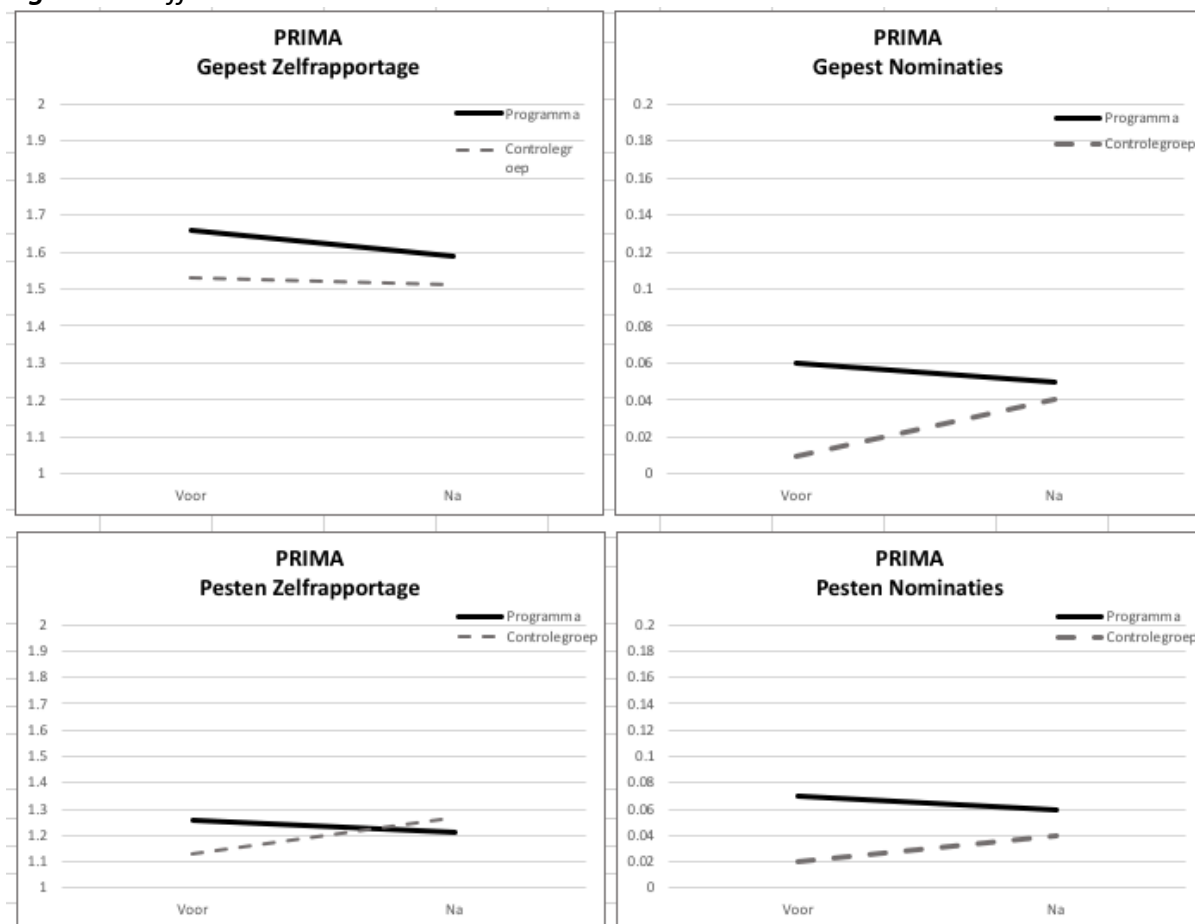 PRIMA
Gepest Zelfrapportage
Programma
Controlegr
oep
2
1.9
1.8
1.7
1.6
1.5
1.4
1.3
1.2
1.1
1
Voor Na
PRIMA
Gepest Nominaties
Programma
Controlegroep
0.2
0.18
0.16
0.14
0.12
0.1
0.08
0.06
0.04
0.02
0
Voor Na
PRIMA
Pesten Zelfrapportage
Programma
Controlegroep
2
1.9
1.8
1.7
1.6
1.5
1.4
1.3
1.2
1.1
1
Voor Na
PRIMA
Pesten Nominaties
Programma
Controlegroep
0.2
0.18
0.16
0.14
0.12
0.1
0.08
0.06
0.04
0.02
0
Voor Na